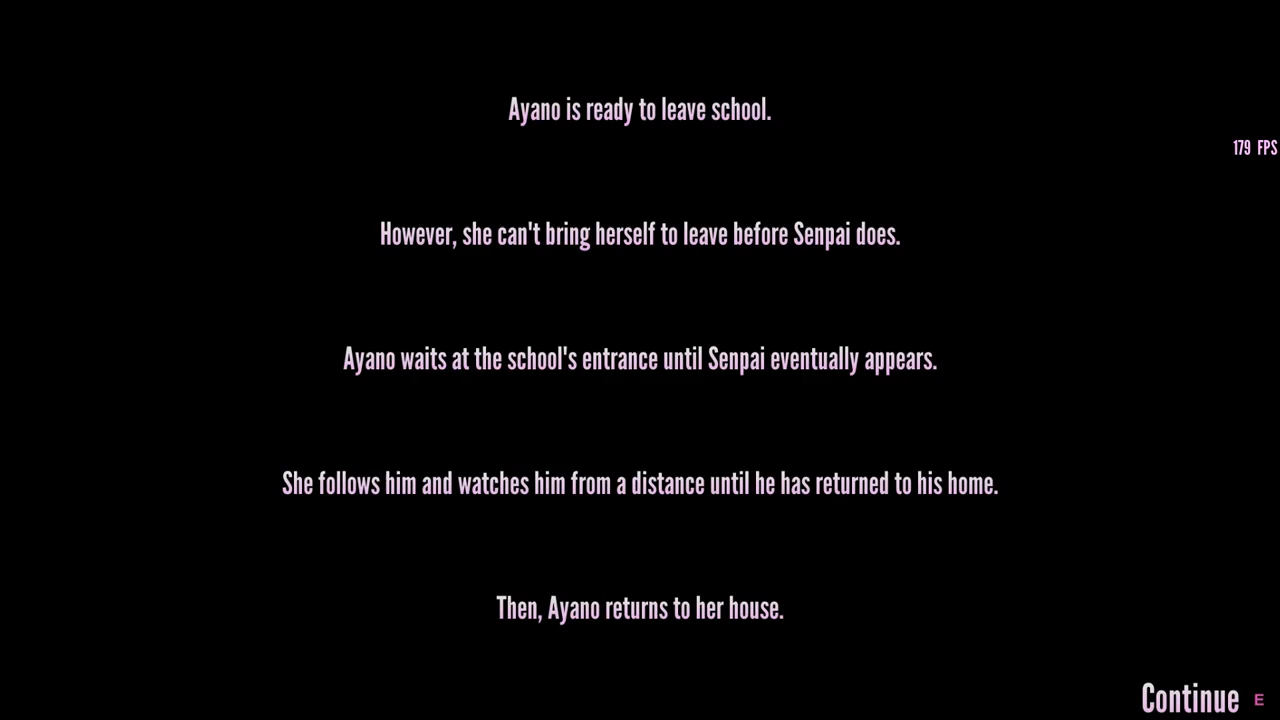 Ayano is ready to leave school.
179 FPS
However, she can't bring herself to leave before Senpai does.
Ayano waits at the school's entrance until Senpai eventually appears.
She follows him and watches him from a distance until he has returned to his home.
Then, Ayano returns to her house.
Continue E